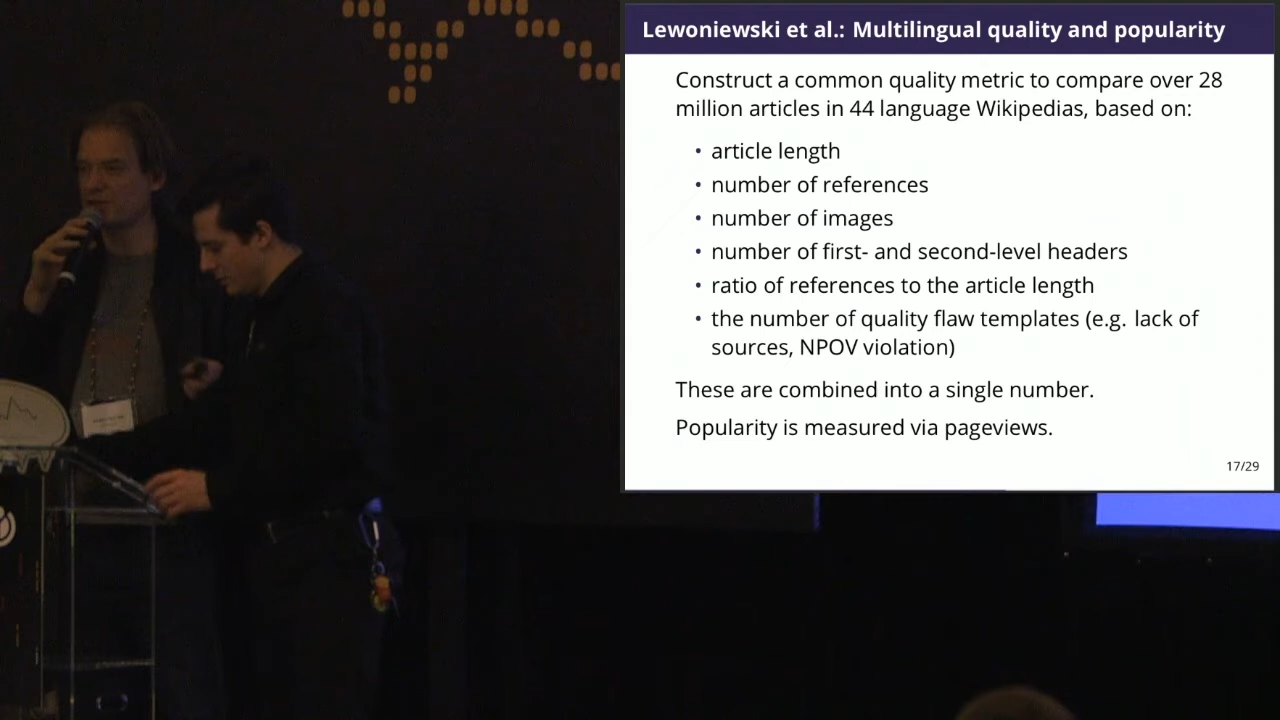 Lewoniewski et al.: Multilingual quality and popularity
Construct a common quality metric to compare over 28
million articles in 44 language Wikipedias, based on:
• article length
• number of references
• number of images
• number of first- and second-level headers
• ratio of references to the article length
• the number of quality flaw templates (e.g. lack of
sources, NPOV violation)
These are combined into a single number.
Popularity is measured via pageviews.
17/29